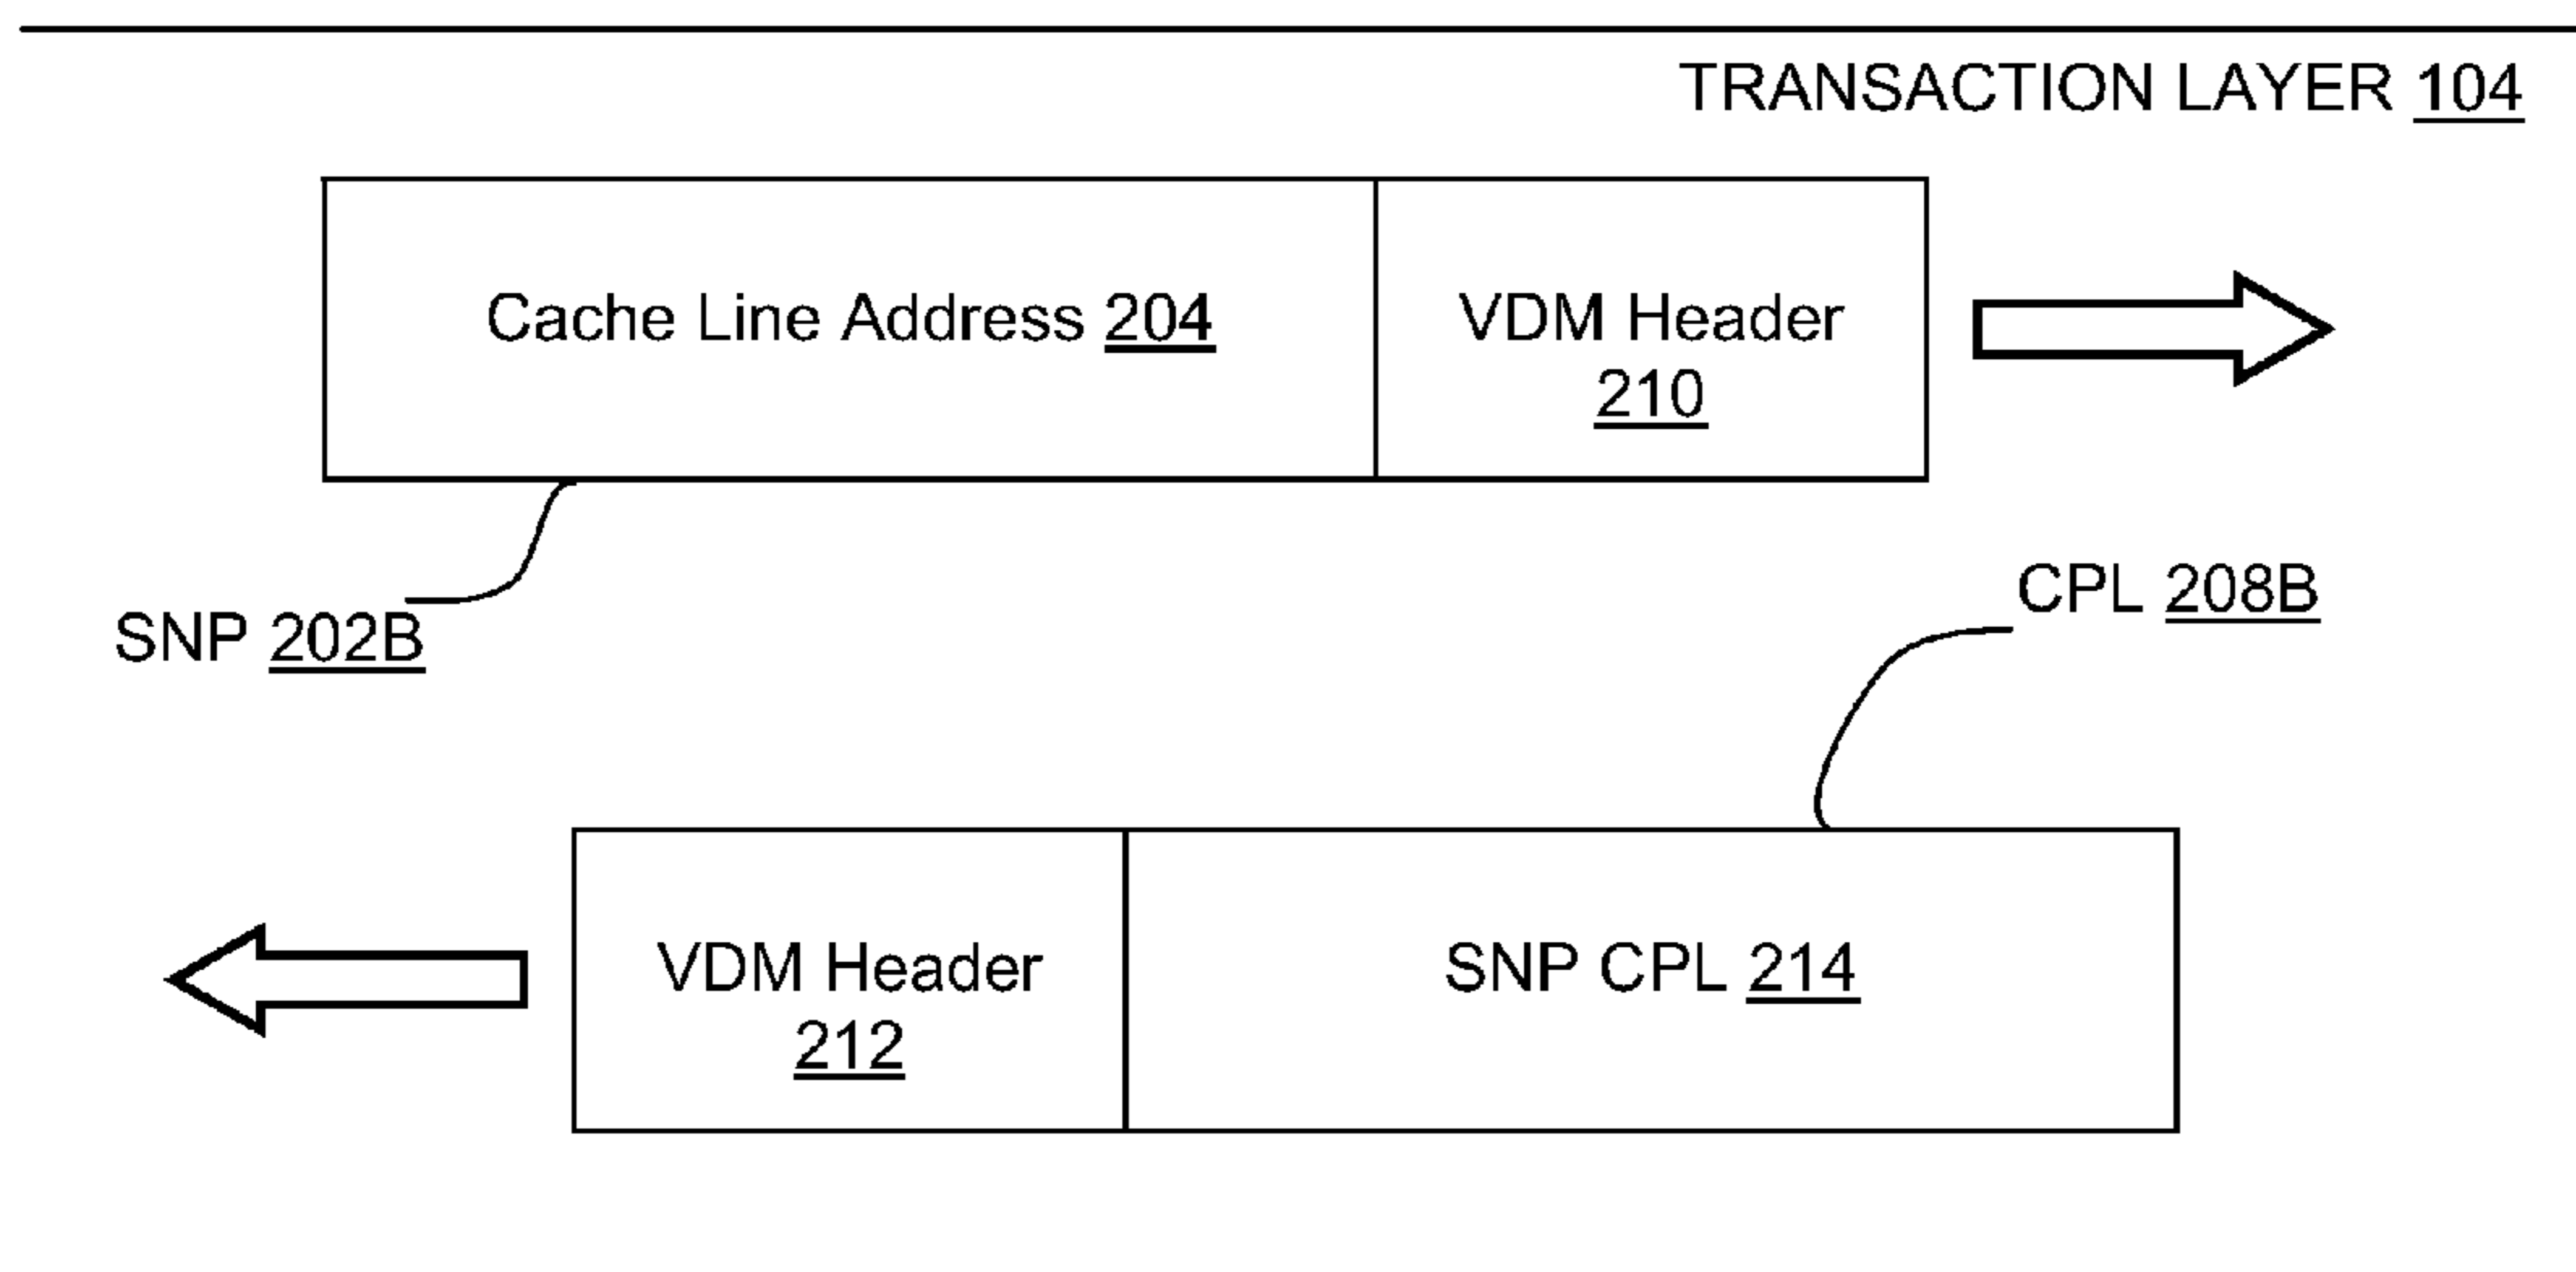 TRANSACTION LAYER 104
Cache Line Address 204
VDM Header
210
SNP 202B
CPL 208B
VDM Header
212
SNP CPL 214